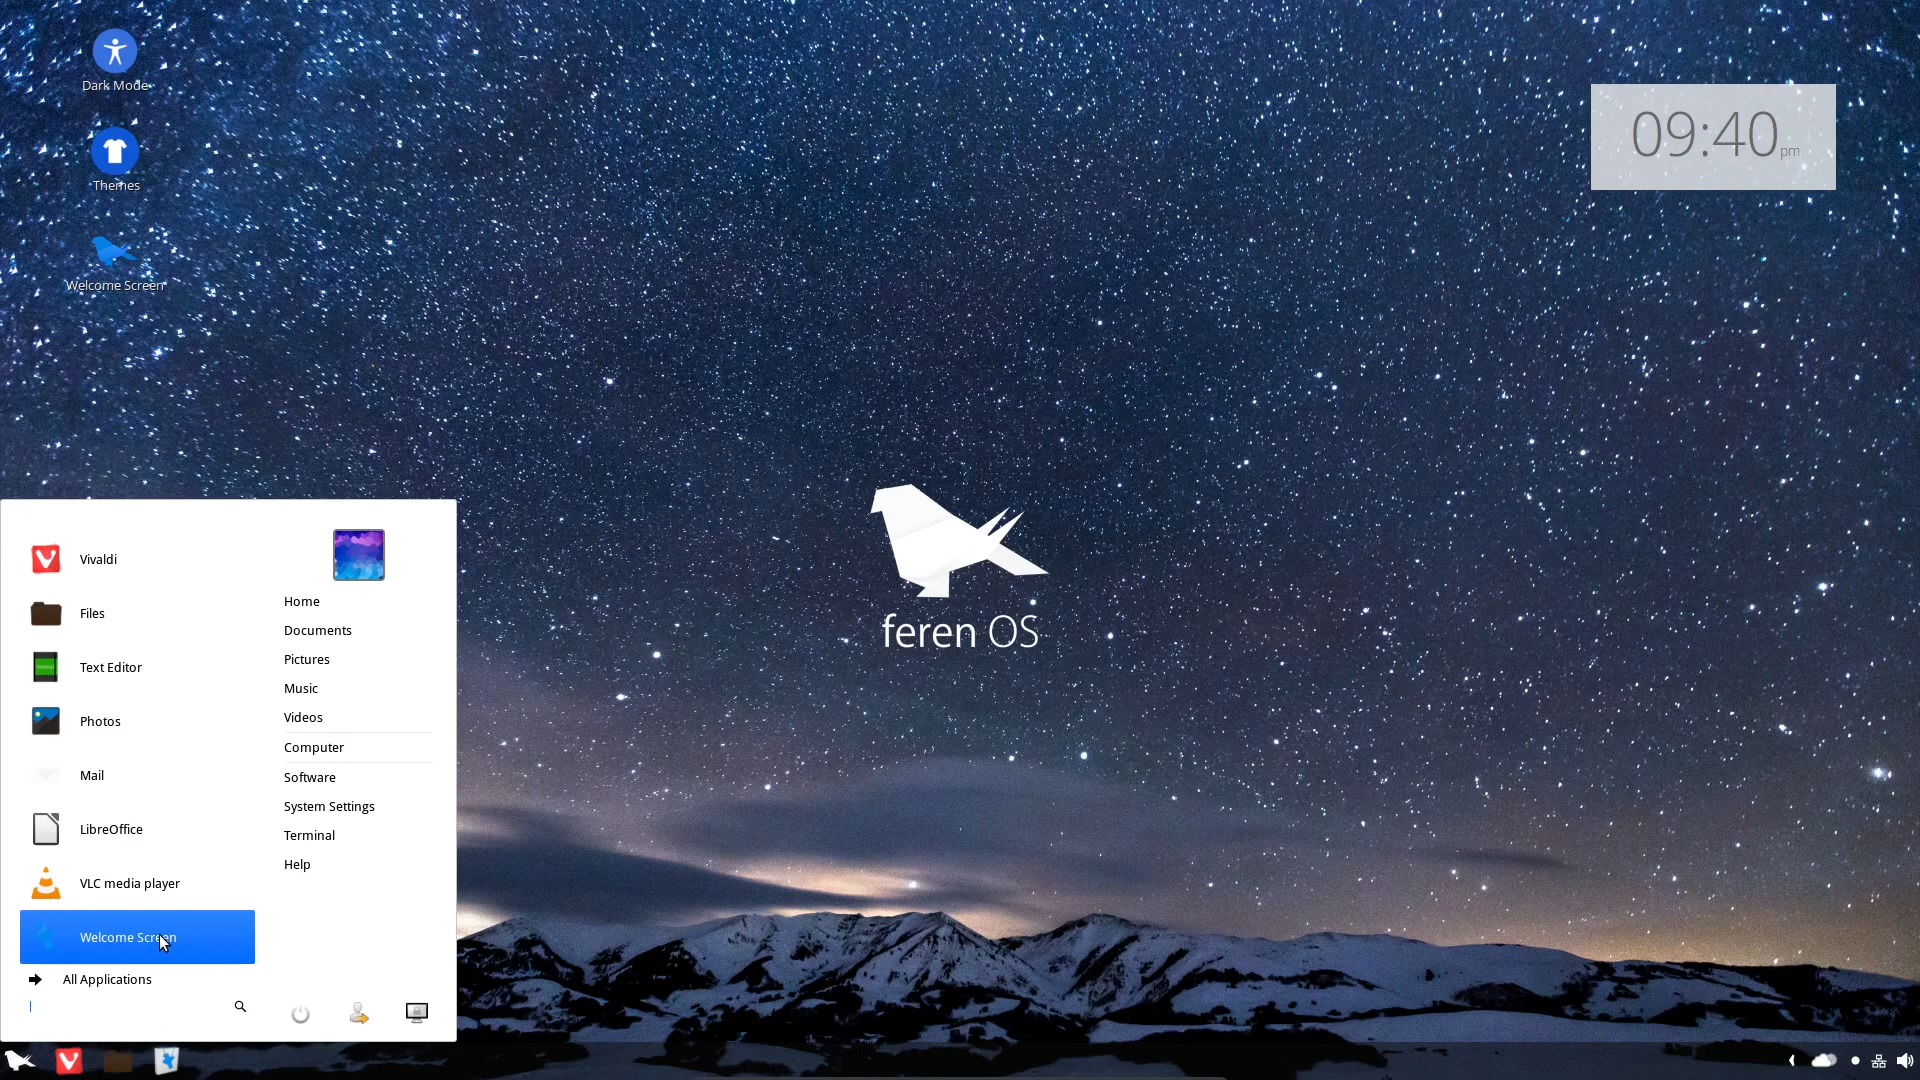 Dark Mode
Themes
Welcome Screen
09:40 pm
feren OS
Vivaldi
Files
Text Editor
Photos
Mail
LibreOffice
VLC media player
Welcome Screen
All Applications
Home
Documents
Pictures
Music
Videos
Computer
Software
System Settings
Terminal
Help